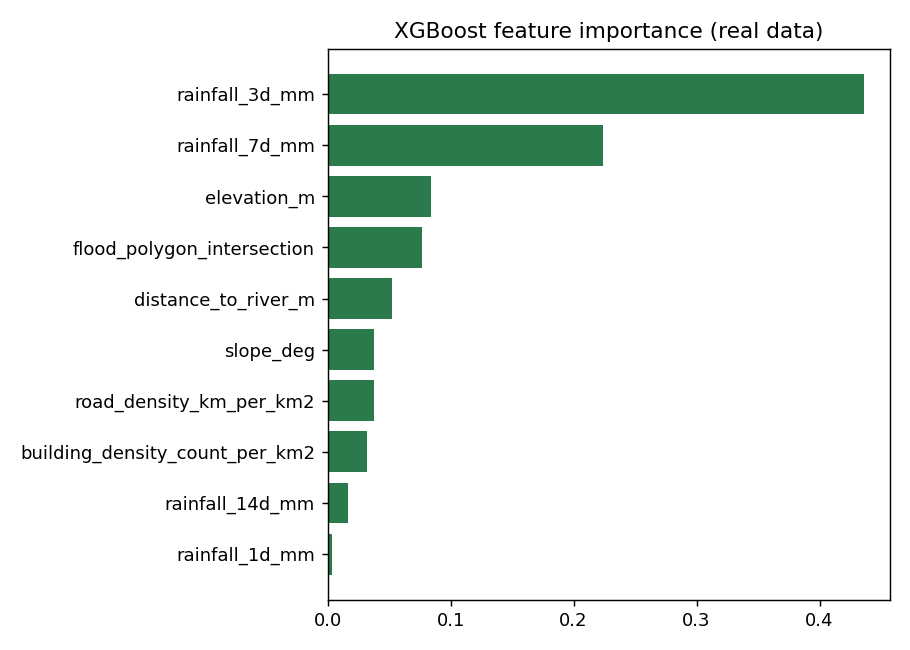 XGBoost feature importance (real data)
rainfall_3d_mm
rainfall_7d_mm
elevation_m
flood_polygon_intersection
distance_to_river_m
slope_deg
road_density_km_per_km2
building_density_count_per_km2
rainfall_14d_mm
rainfall_1d_mm
0.0 0.1 0.2 0.3 0.4